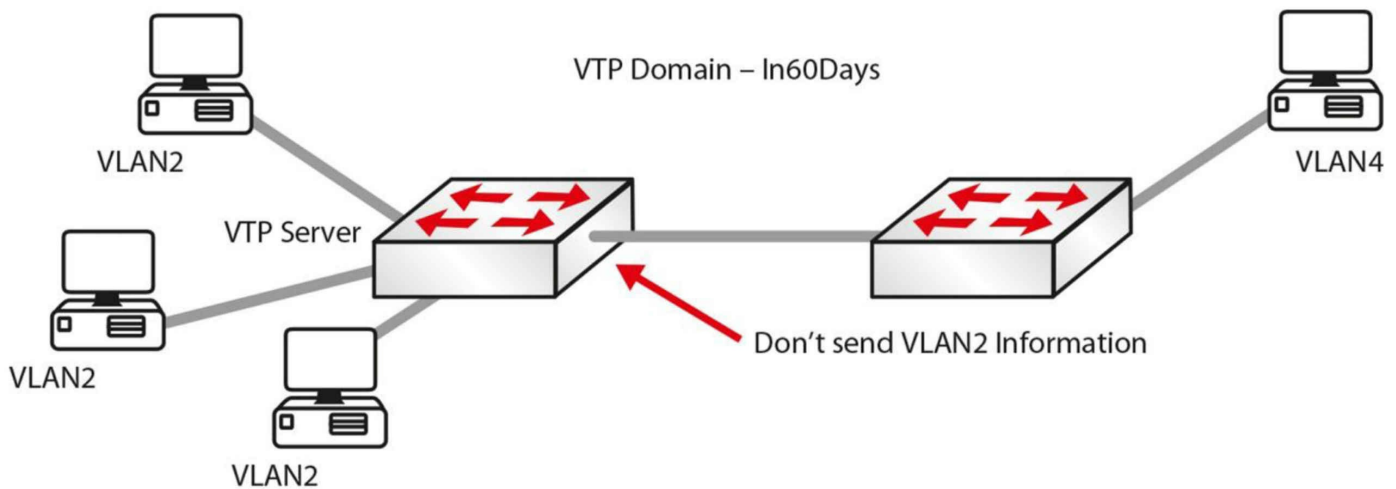 VTP Domain – In60Days
VLAN2
VLAN4
VTP Server
Don’t send VLAN2 Information
VLAN2
VLAN2